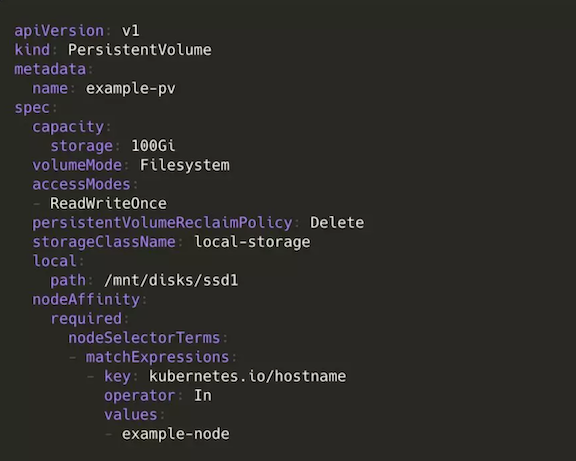 apiVersion: v1
kind: PersistentVolume
metadata:
  name: example-pv
spec:
  capacity:
    storage: 100Gi
  volumeMode: Filesystem
  accessModes:
  - ReadWriteOnce
  persistentVolumeReclaimPolicy: Delete
  storageClassName: local-storage
  local:
    path: /mnt/disks/ssd1
  nodeAffinity:
    required:
      nodeSelectorTerms:
      - matchExpressions:
        - key: kubernetes.io/hostname
          operator: In
          values:
          - example-node